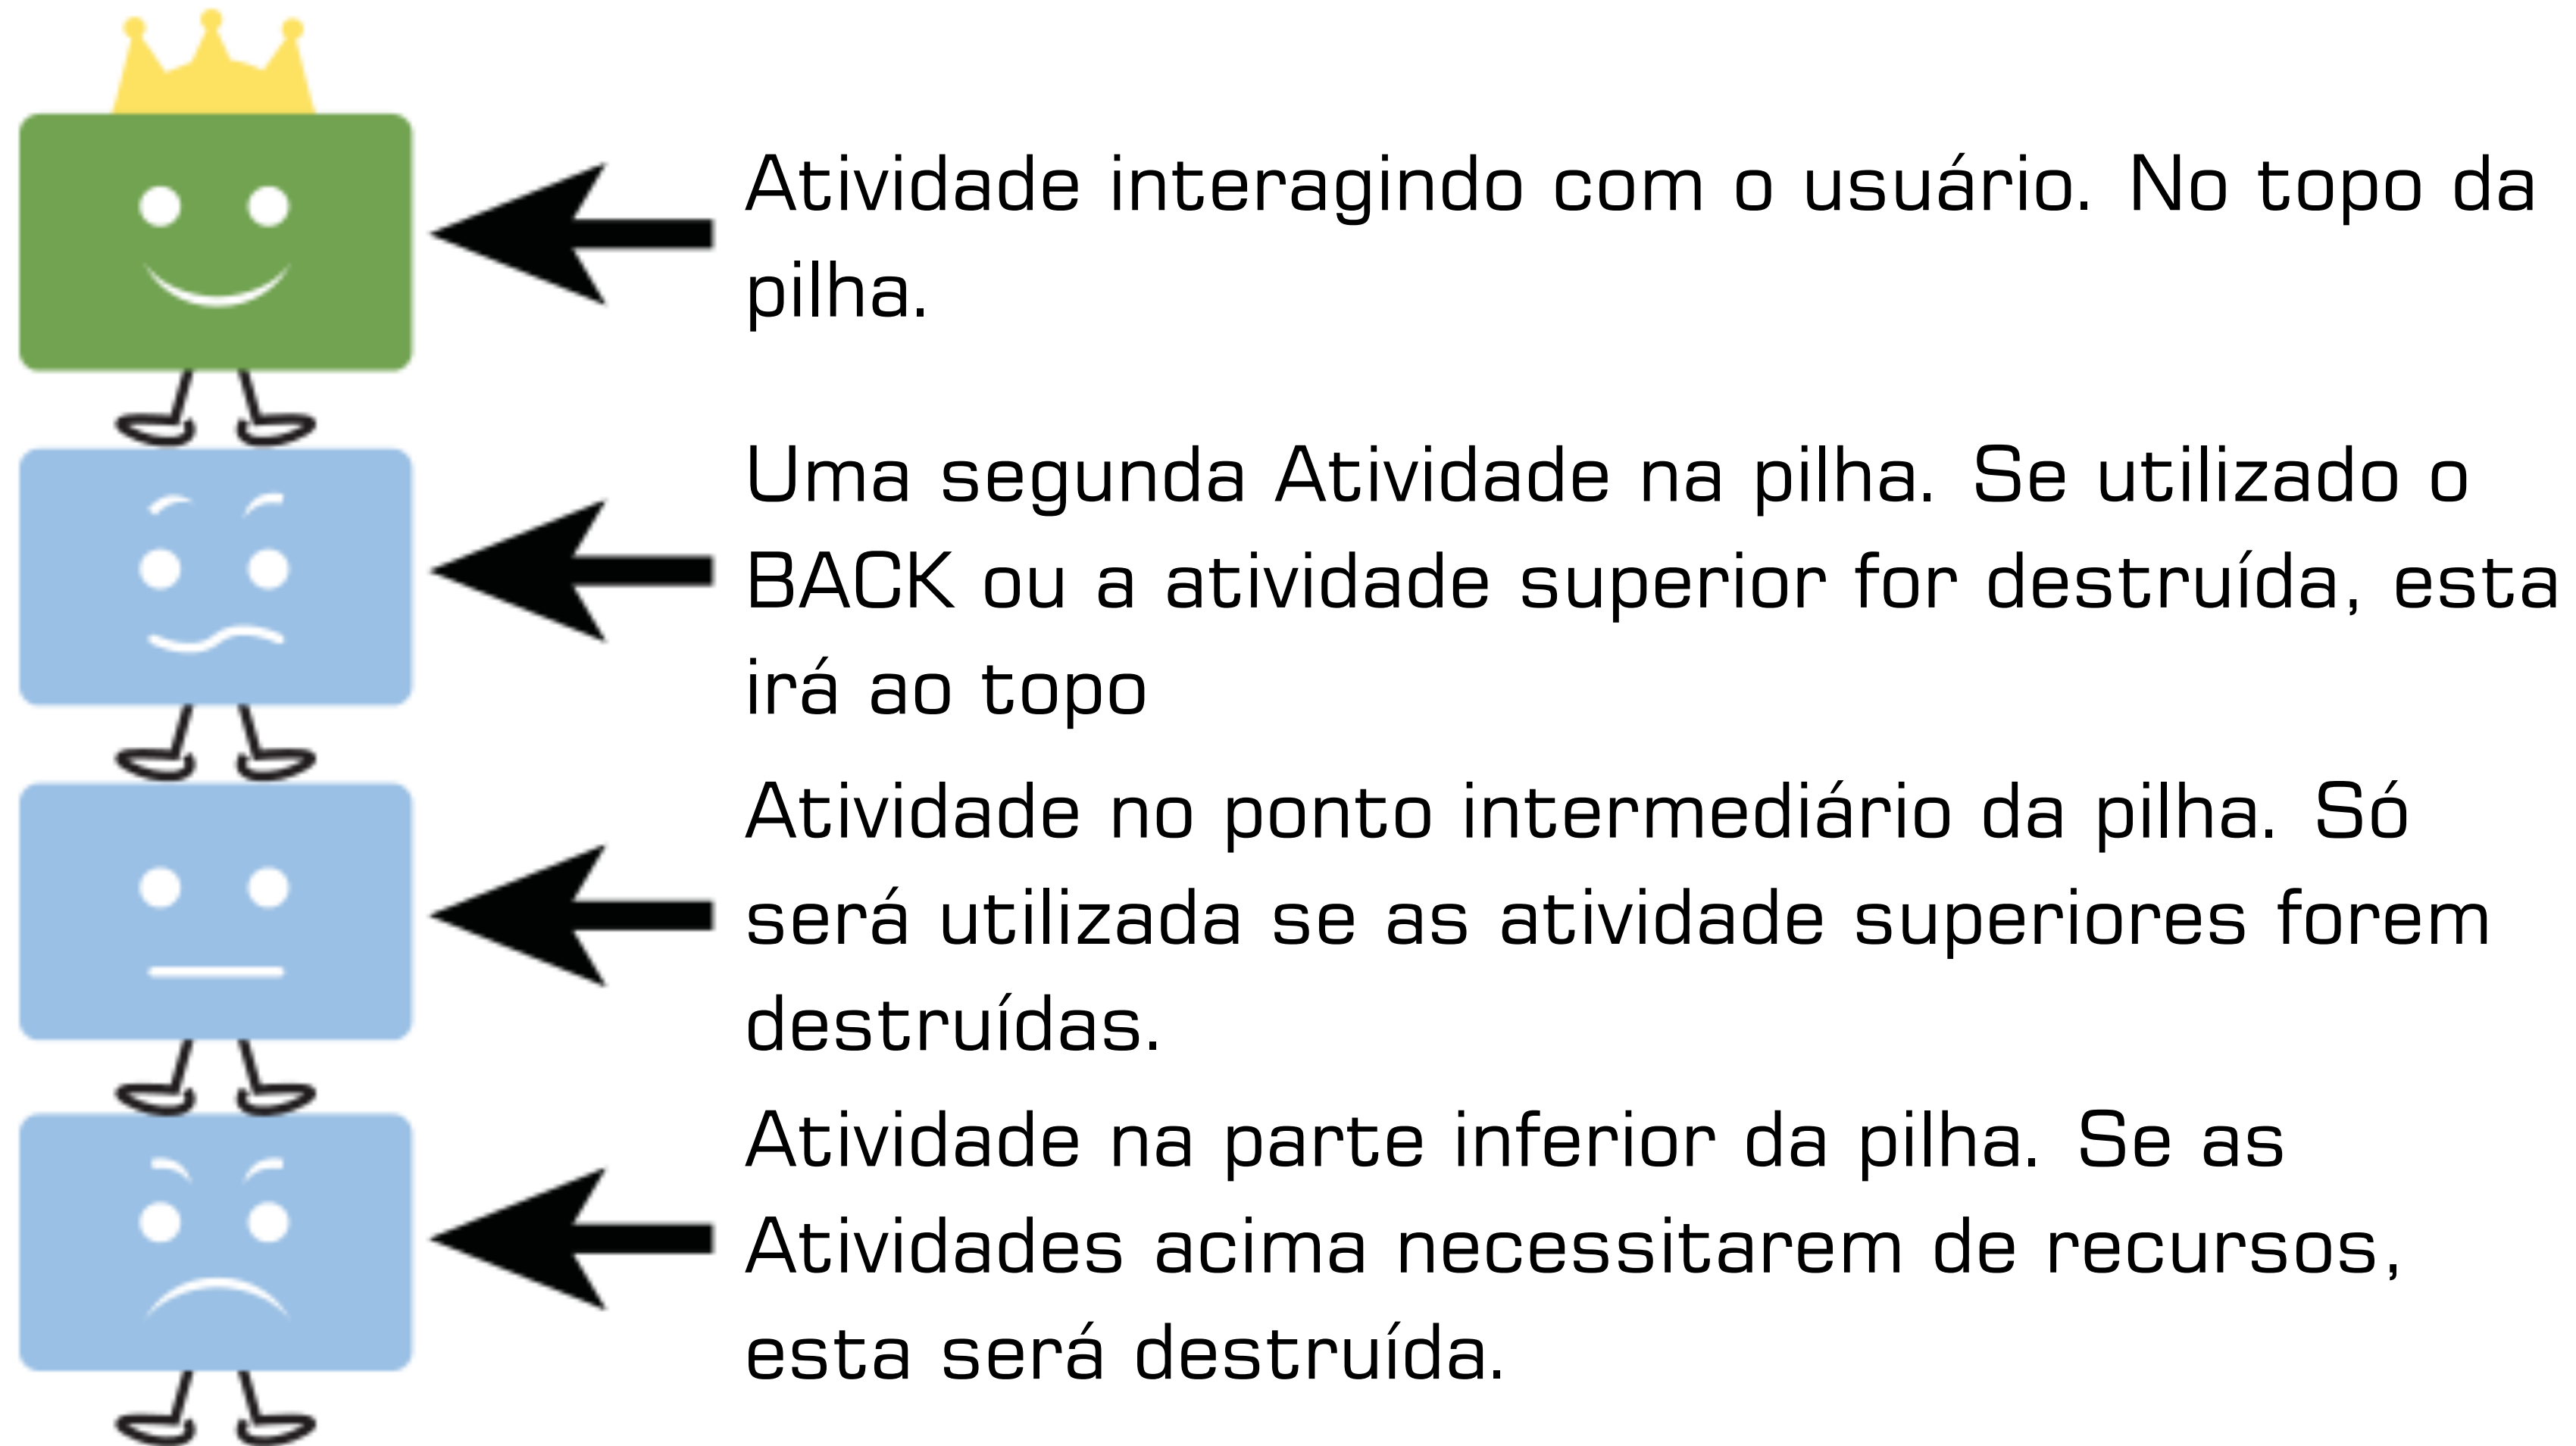 Atividade interagindo com o usuário. No topo da
pilha.
Uma segunda Atividade na pilha. Se utilizado o
BACK ou a atividade superior for destruída, esta
irá ao topo
Atividade no ponto intermediário da pilha. Só
será utilizada se as atividade superiores forem
destruídas.
Atividade na parte inferior da pilha. Se as
Atividades acima necessitarem de recursos,
esta será destruída.